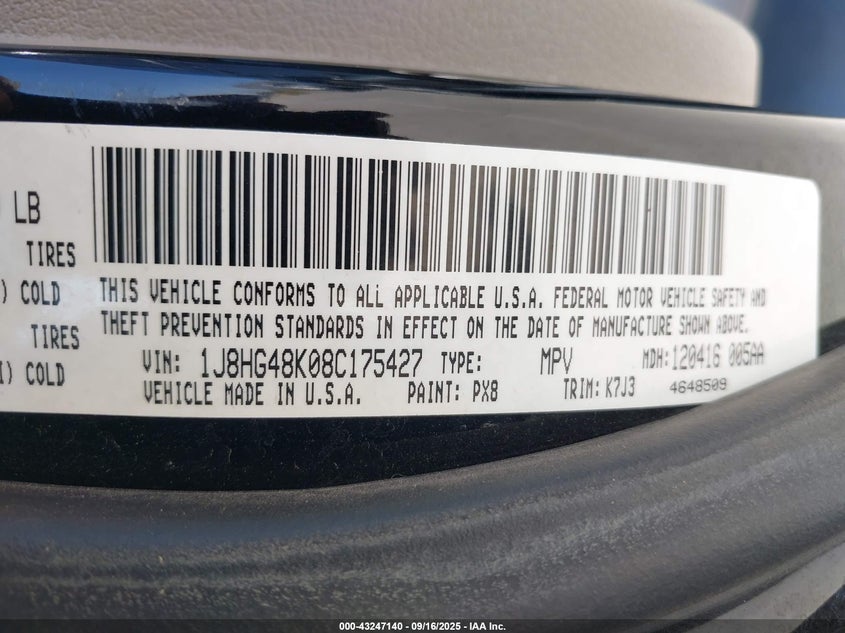 LB
TIRES
) COLD
TIRES
I) COLD
THIS VEHICLE CONFORMS TO ALL APPLICABLE U.S.A. FEDERAL MOTOR VEHICLE SAFETY AND
THEFT PREVENTION STANDARDS IN EFFECT ON THE DATE OF MANUFACTURE SHOWN ABOVE.
VIN: 1J8HG48K08C175427 TYPE: MPV MDH: 120416 005AA
VEHICLE MADE IN U.S.A. PAINT: PX8 TRIM: K7J3 4648509
000-43247140 - 09/16/2025 - IAA Inc.